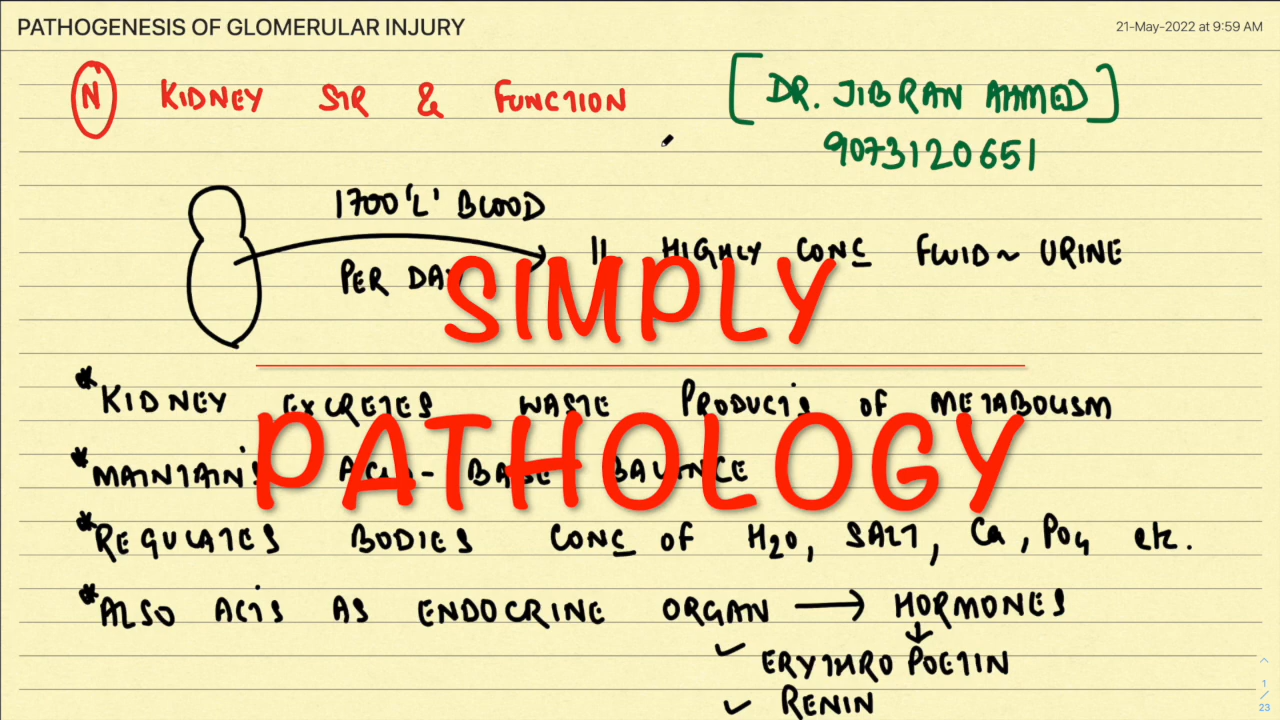 PATHOGENESIS OF GLOMERULAR INJURY
21-May-2022 at 9:59 AM
N KIDNEY STR & FUNCTION
[DR. JIBRAN AHMED]
9073120651
1700 'L' BLOOD
PER DAY
1L HIGHLY CONC FLUID ~ URINE
SIMPLY
* KIDNEY EXCRETES WASTE PRODUCTS OF METABOLISM
PATHOLOGY
* MAINTAINS ACID-BASE BALANCE
* REGULATES BODIES CONC OF H2O, SALT, Ca, PO4 etc.
* ALSO ACTS AS ENDOCRINE ORGAN → HORMONES
↓
✓ ERYTHROPOETIN
✓ RENIN
1
/
23